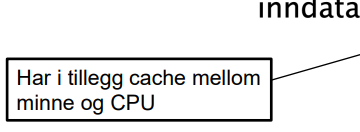 inndata
Har i tillegg cache mellom
minne og CPU